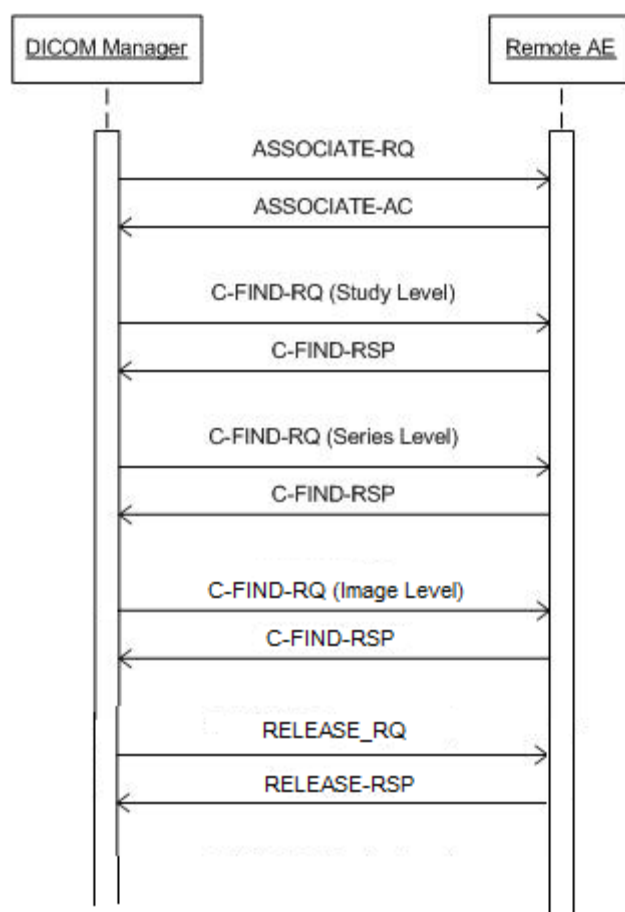 DICOM Manager
Remote AE
ASSOCIATE-RQ
ASSOCIATE-AC
C-FIND-RQ (Study Level)
C-FIND-RSP
C-FIND-RQ (Series Level)
C-FIND-RSP
C-FIND-RQ (Image Level)
C-FIND-RSP
RELEASE_RQ
RELEASE-RSP